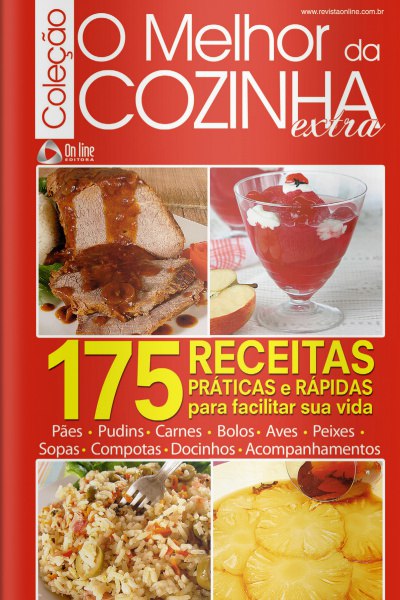 www.revistaonline.com.br
Coleção
O Melhor da
COZINHA
extra
On line
EDITORA
175
RECEITAS
PRÁTICAS e RÁPIDAS
para facilitar sua vida
Pães • Pudins • Carnes • Bolos • Aves • Peixes •
Sopas • Compotas • Docinhos • Acompanhamentos